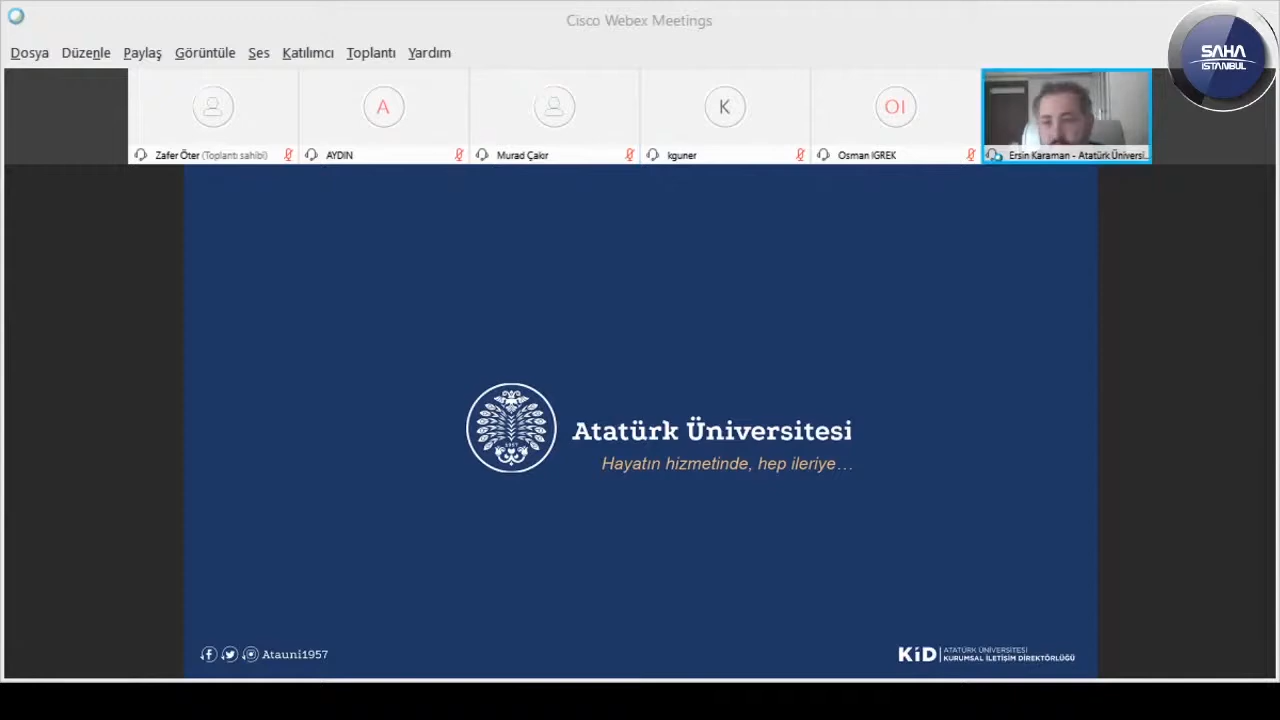 Cisco Webex Meetings
SAHA
ISTANBUL
Dosya Düzenle Paylaş Görüntüle Ses Katılımcı Toplantı Yardım
A
K
OI
Zafer Öter (Toplantı sahibi)
AYDIN
Murad Çakır
kguner
Osman IGREK
Ersin Karaman - Atatürk Üniversi...
1957
Atatürk Üniversitesi
Hayatın hizmetinde, hep ileriye…
Atauni1957
KİD
ATATÜRK ÜNİVERSİTESİ
KURUMSAL İLETİŞİM DİREKTÖRLÜĞÜ